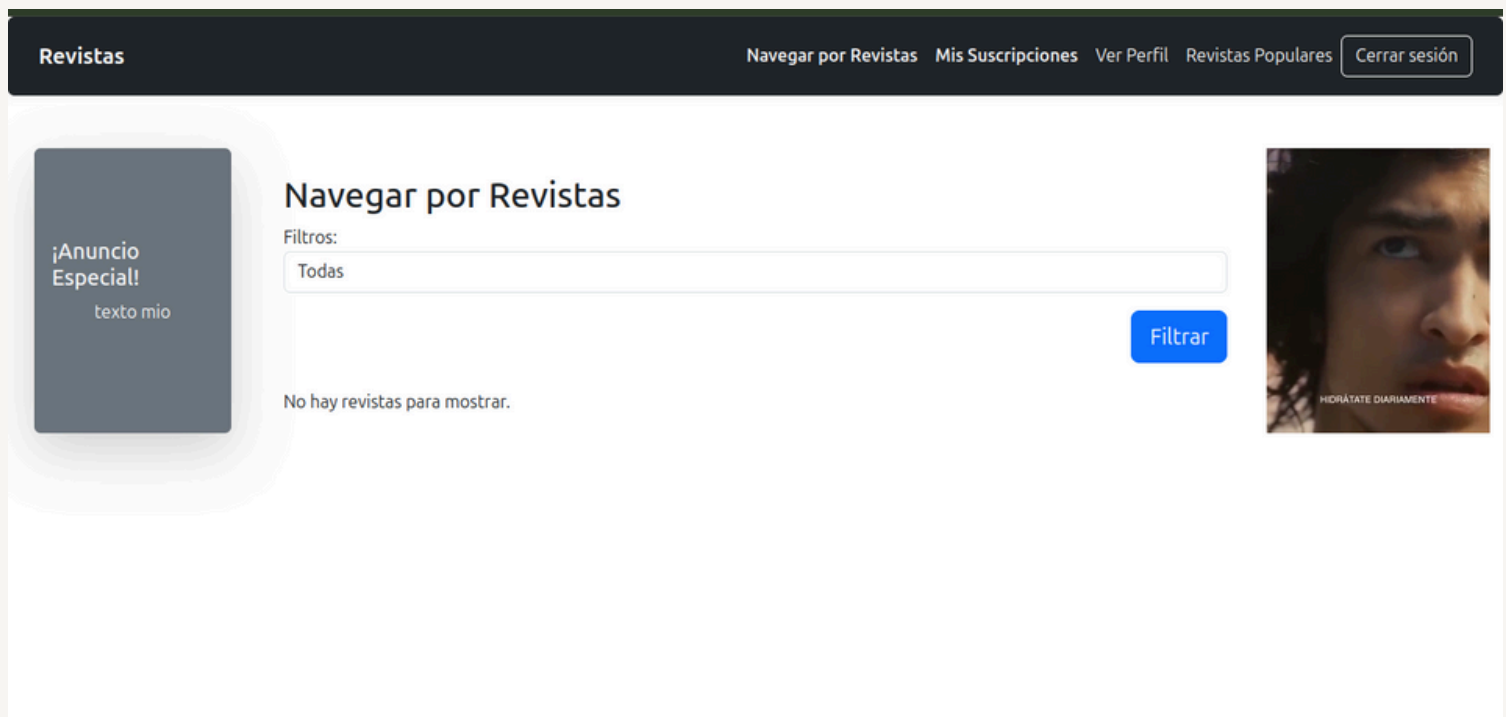 Revistas
Navegar por Revistas Mis Suscripciones Ver Perfil Revistas Populares Cerrar sesión
¡Anuncio
Especial!
texto mio
Navegar por Revistas
Filtros:
Todas
Filtrar
No hay revistas para mostrar.
HIDRÁTATE DIARIAMENTE